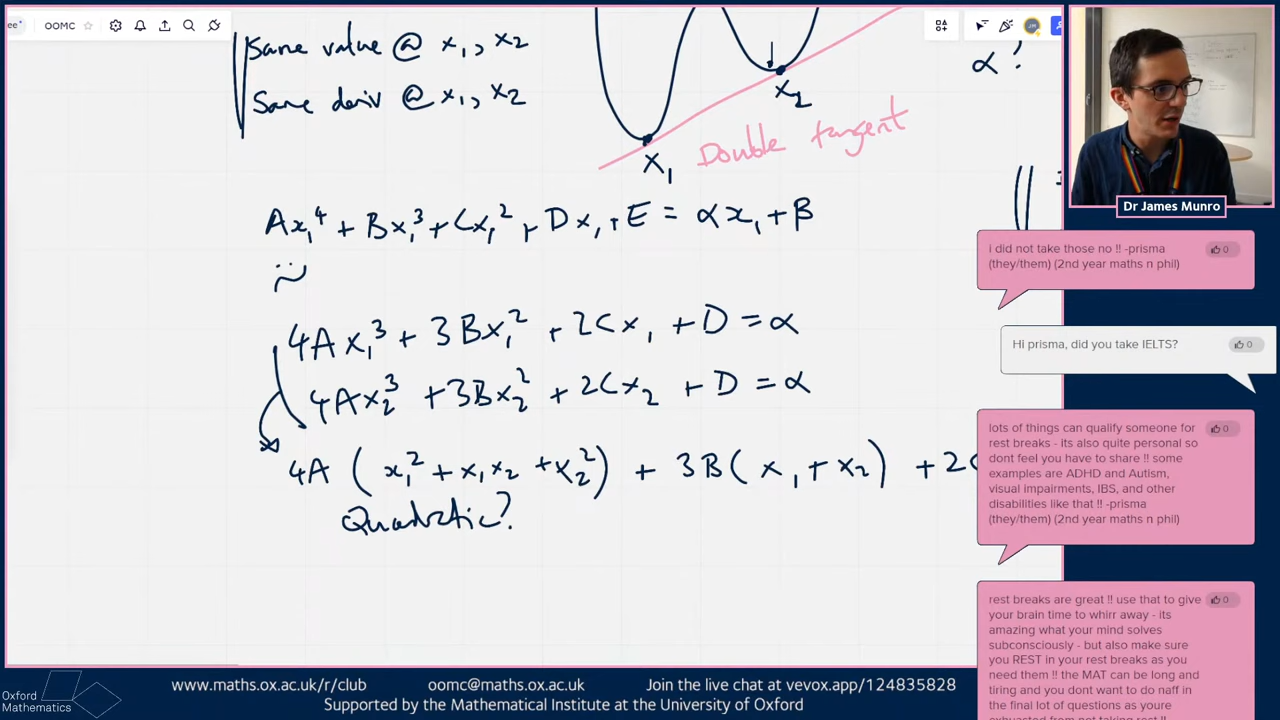 OOMC
Same value @ x₁, x₂
Same deriv @ x₁, x₂
x₂
x₁
Double tangent
α?
Ax₁⁴ + Bx₁³ + Cx₁² + Dx₁ + E = αx₁ + β
4Ax₁³ + 3Bx₁² + 2Cx₁ + D = α
4Ax₂³ + 3Bx₂² + 2Cx₂ + D = α
4A (x₁² + x₁x₂ + x₂²) + 3B(x₁ + x₂) + 2C
Quadratic?
Dr James Munro
i did not take those no !! -prisma
(they/them) (2nd year maths n phil)
0
Hi prisma, did you take IELTS?
0
lots of things can qualify someone for
rest breaks - its also quite personal so
dont feel you have to share !! some
examples are ADHD and Autism,
visual impairments, IBS, and other
disabilities like that !! -prisma
(they/them) (2nd year maths n phil)
0
rest breaks are great !! use that to give
your brain time to whirr away - its
amazing what your mind solves
subconsciously - but also make sure
you REST in your rest breaks as you
need them !! the MAT can be long and
tiring and you dont want to do naff in
the final lot of questions as youre
exhausted from not taking rest !!
0
Oxford
Mathematics
www.maths.ox.ac.uk/r/club oomc@maths.ox.ac.uk Join the live chat at vevox.app/124835828
Supported by the Mathematical Institute at the University of Oxford